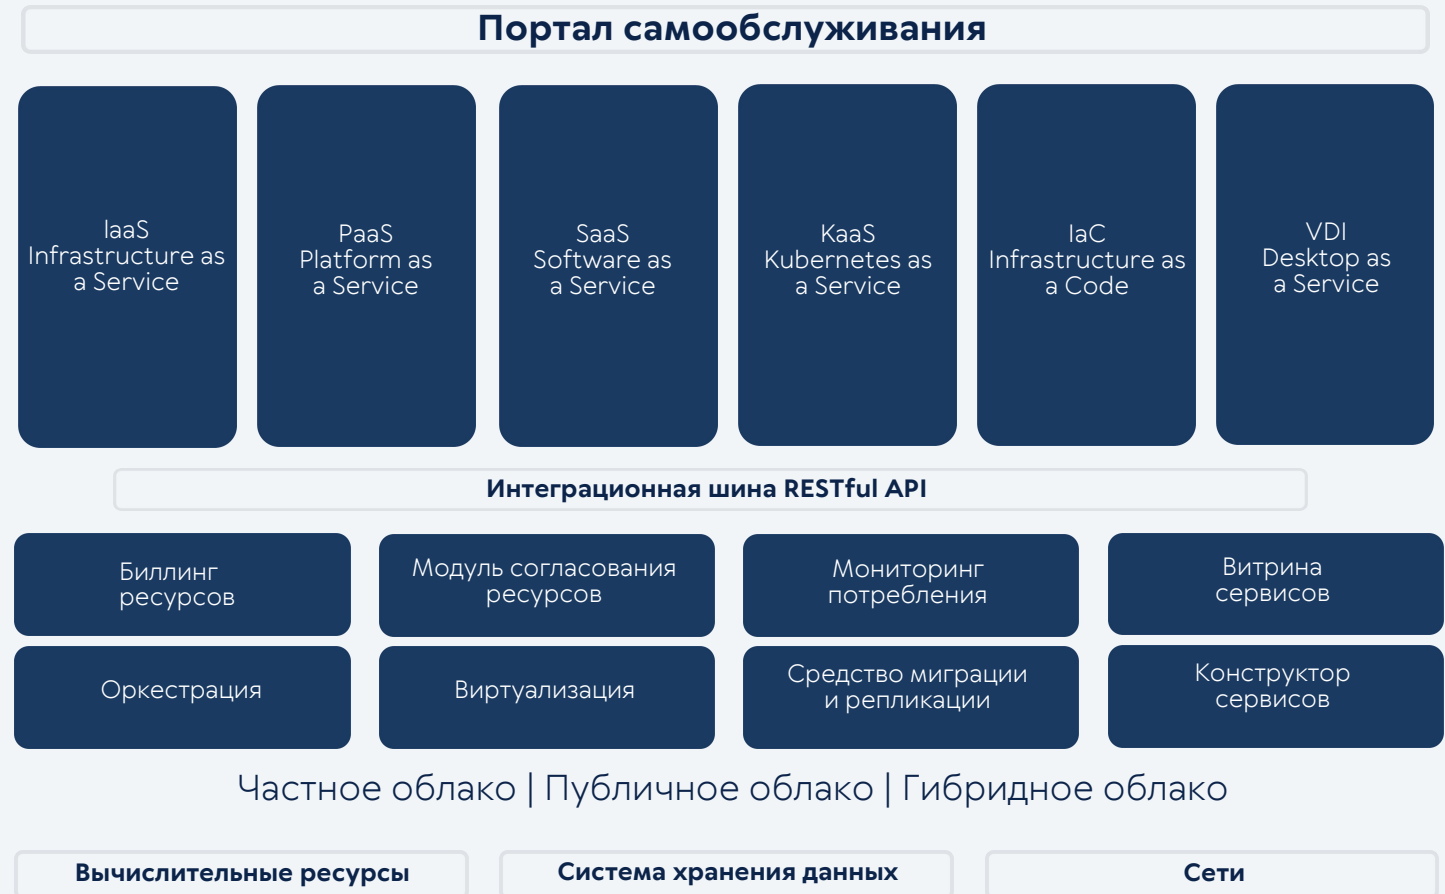 Портал самообслуживания
IaaS
Infrastructure as
a Service
PaaS
Platform as
a Service
SaaS
Software as
a Service
KaaS
Kubernetes as
a Service
IaC
Infrastructure as
a Code
VDI
Desktop as
a Service
Интеграционная шина RESTful API
Биллинг
ресурсов
Модуль согласования
ресурсов
Мониторинг
потребления
Витрина
сервисов
Оркестрация
Виртуализация
Средство миграции
и репликации
Конструктор
сервисов
Частное облако | Публичное облако | Гибридное облако
Вычислительные ресурсы
Система хранения данных
Сети